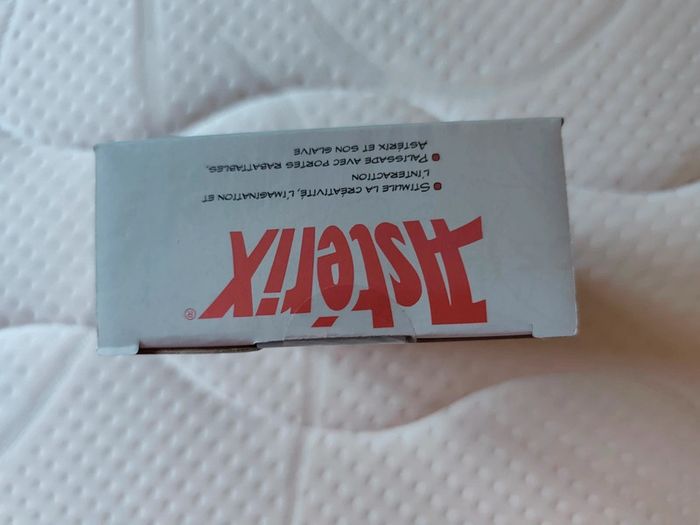 Astérix®
STIMULE LA CRÉATIVITÉ, L'IMAGINATION ET
L'INTERACTION
PALISSADE AVEC PORTES RABATTABLES,
ASTÉRIX ET SON GLAIVE